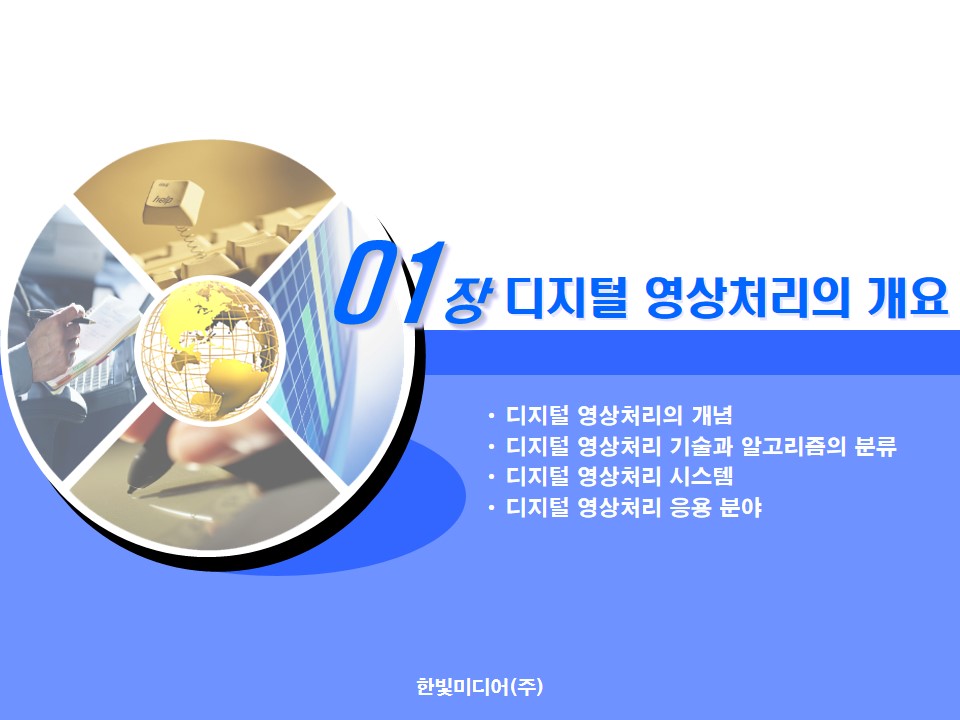 help
01장 디지털 영상처리의 개요
• 디지털 영상처리의 개념
• 디지털 영상처리 기술과 알고리즘의 분류
• 디지털 영상처리 시스템
• 디지털 영상처리 응용 분야
한빛미디어(주)